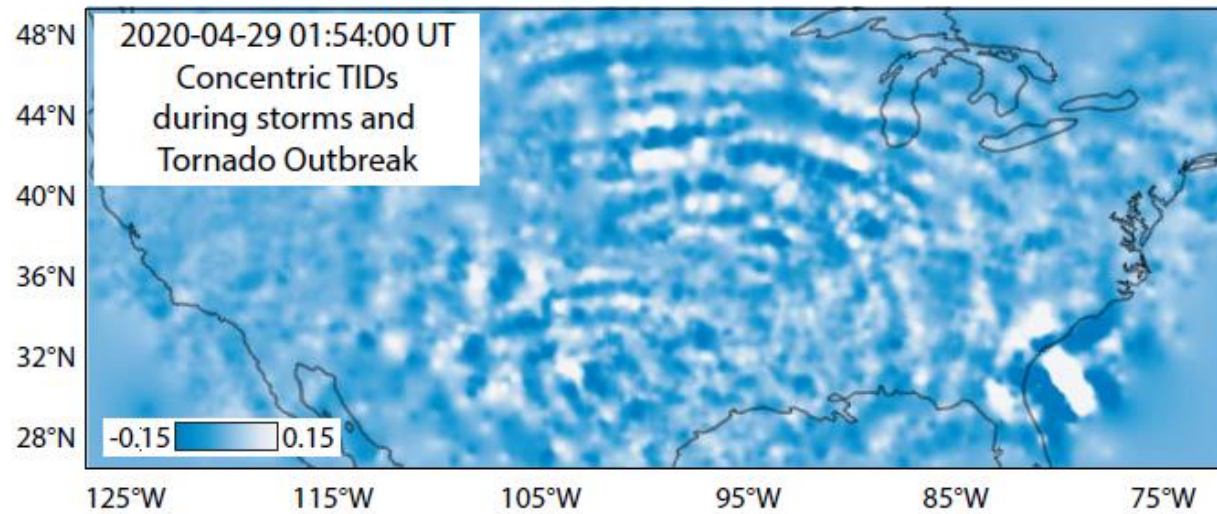 2020-04-29 01:54:00 UT
Concentric TIDs
during storms and
Tornado Outbreak
48°N
44°N
40°N
36°N
32°N
28°N
-0.15 0.15
125°W 115°W 105°W 95°W 85°W 75°W